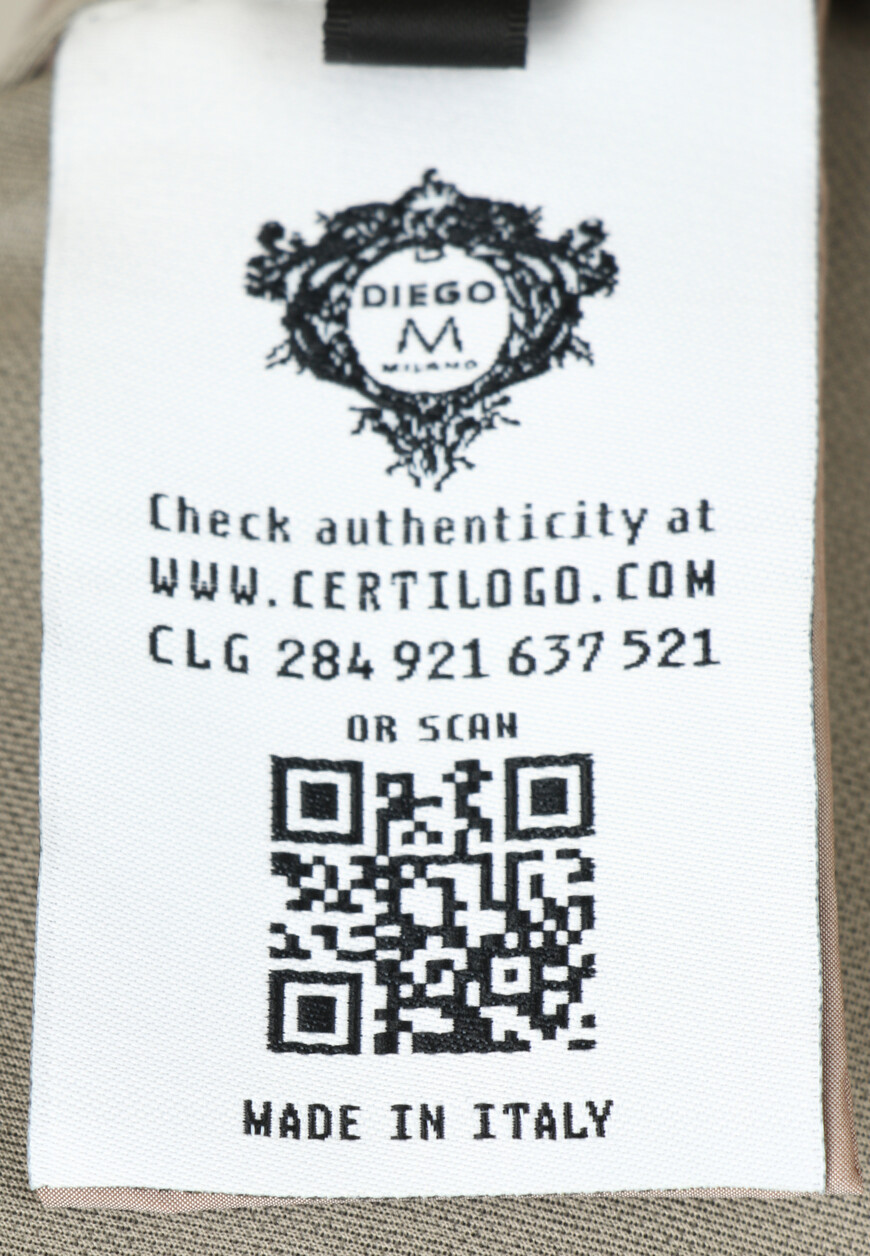 DIEGO
M
MILANO
Check authenticity at
WWW.CERTILOGO.COM
CLG 284 921 637 521
OR SCAN
MADE IN ITALY